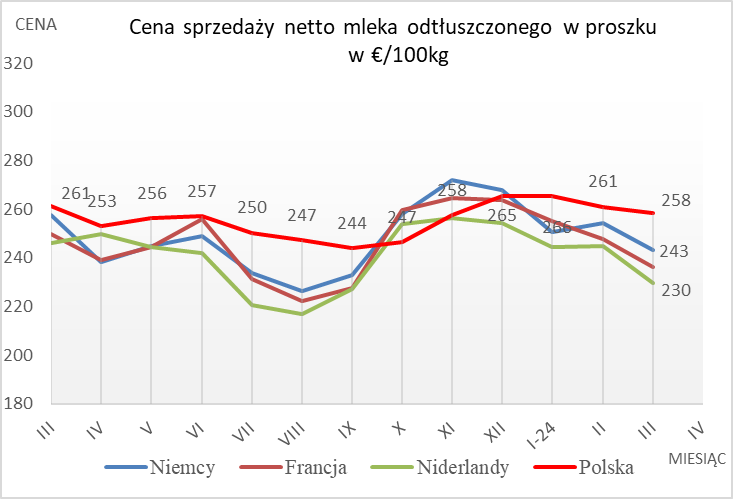 CENA
Cena sprzedaży netto mleka odtłuszczonego w proszku
w €/100kg
320
300
280
260
240
220
200
180
261
253
256
257
250
247
244
247
258
265
266
261
258
243
230
III
IV
V
VI
VII
VIII
IX
X
XI
XII
I-24
II
III
IV
MIESIĄC
Niemcy Francja Niderlandy Polska